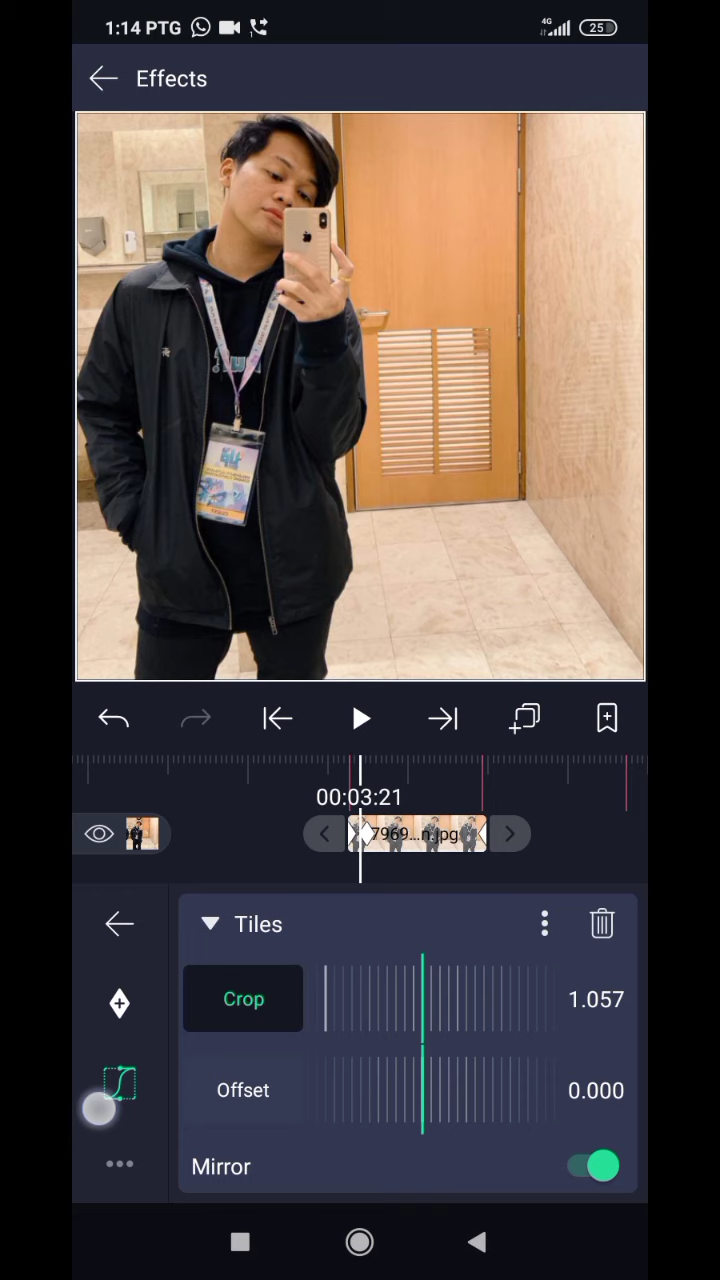 1:14 PTG
4G
25
Effects
00:03:21
7969...n.jpg
Tiles
Crop
1.057
Offset
0.000
Mirror